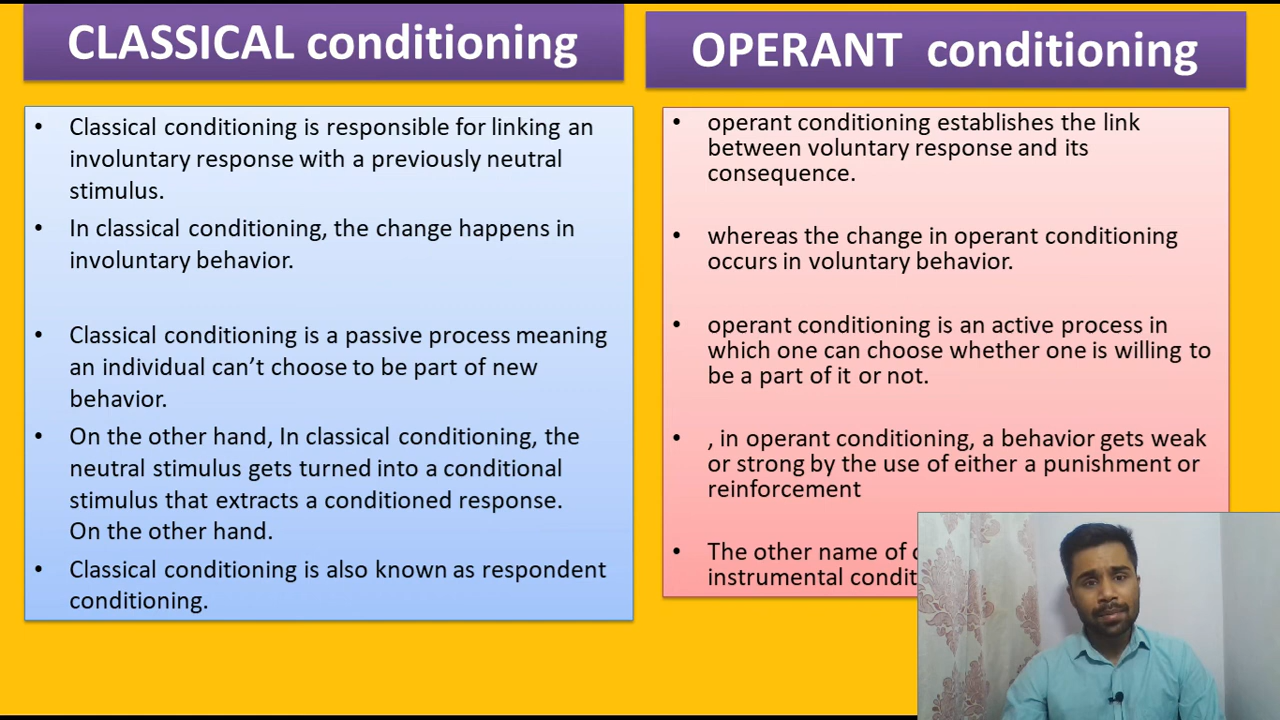 CLASSICAL conditioning
• Classical conditioning is responsible for linking an
involuntary response with a previously neutral
stimulus.
• In classical conditioning, the change happens in
involuntary behavior.
• Classical conditioning is a passive process meaning
an individual can’t choose to be part of new
behavior.
• On the other hand, In classical conditioning, the
neutral stimulus gets turned into a conditional
stimulus that extracts a conditioned response.
On the other hand.
• Classical conditioning is also known as respondent
conditioning.
OPERANT conditioning
• operant conditioning establishes the link
between voluntary response and its
consequence.
• whereas the change in operant conditioning
occurs in voluntary behavior.
• operant conditioning is an active process in
which one can choose whether one is willing to
be a part of it or not.
• , in operant conditioning, a behavior gets weak
or strong by the use of either a punishment or
reinforcement
• The other name of
instrumental